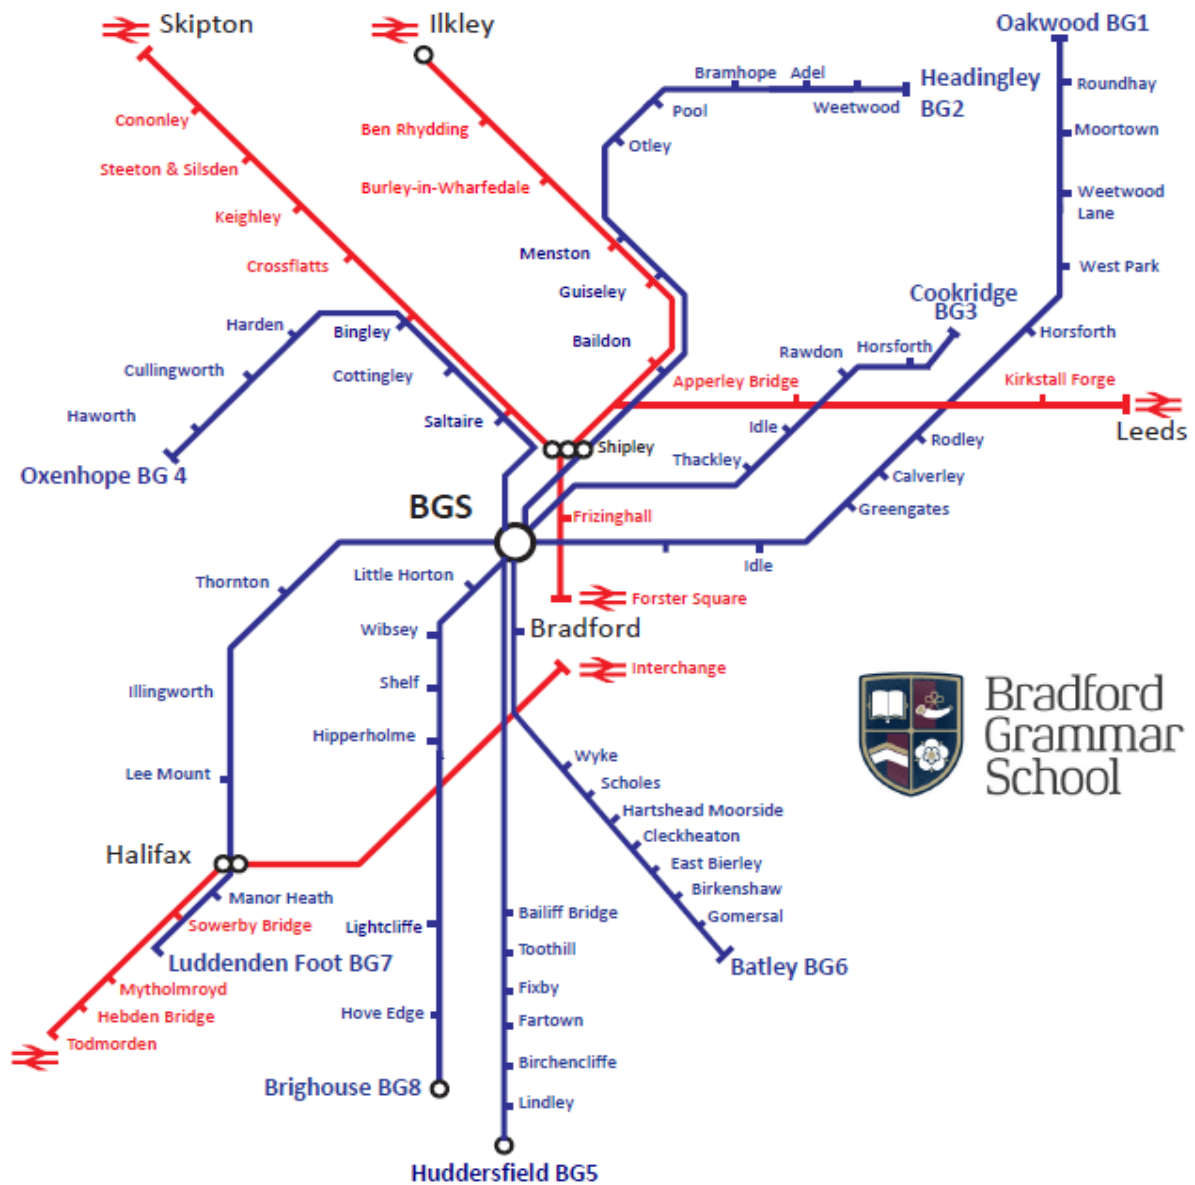 Skipton
Ilkley
Oakwood BG1
Bramhope
Adel
Headingley
BG2
Roundhay
Pool
Weetwood
Cononley
Ben Rhydding
Moortown
Otley
Steeton & Silsden
Burley-in-Wharfedale
Weetwood
Lane
Keighley
Menston
Crossflatts
West Park
Guiseley
Cookridge
BG3
Harden
Bingley
Baildon
Rawdon
Horsforth
Horsforth
Cullingworth
Cottingley
Apperley Bridge
Kirkstall Forge
Haworth
Saltaire
Idle
Leeds
Shipley
Rodley
Oxenhope BG 4
Thackley
Calverley
BGS
Frizinghall
Greengates
Idle
Thornton
Little Horton
Forster Square
Wibsey
Bradford
Interchange
Shelf
Illingworth
Bradford
Grammar
School
Hipperholme
Wyke
Lee Mount
Scholes
Hartshead Moorside
Cleckheaton
Halifax
East Bierley
Birkenshaw
Manor Heath
Gomersal
Sowerby Bridge
Lightcliffe
Bailiff Bridge
Toothill
Luddenden Foot BG7
Batley BG6
Mytholmroyd
Fixby
Hebden Bridge
Hove Edge
Fartown
Todmorden
Birchencliffe
Brighouse BG8
Lindley
Huddersfield BG5